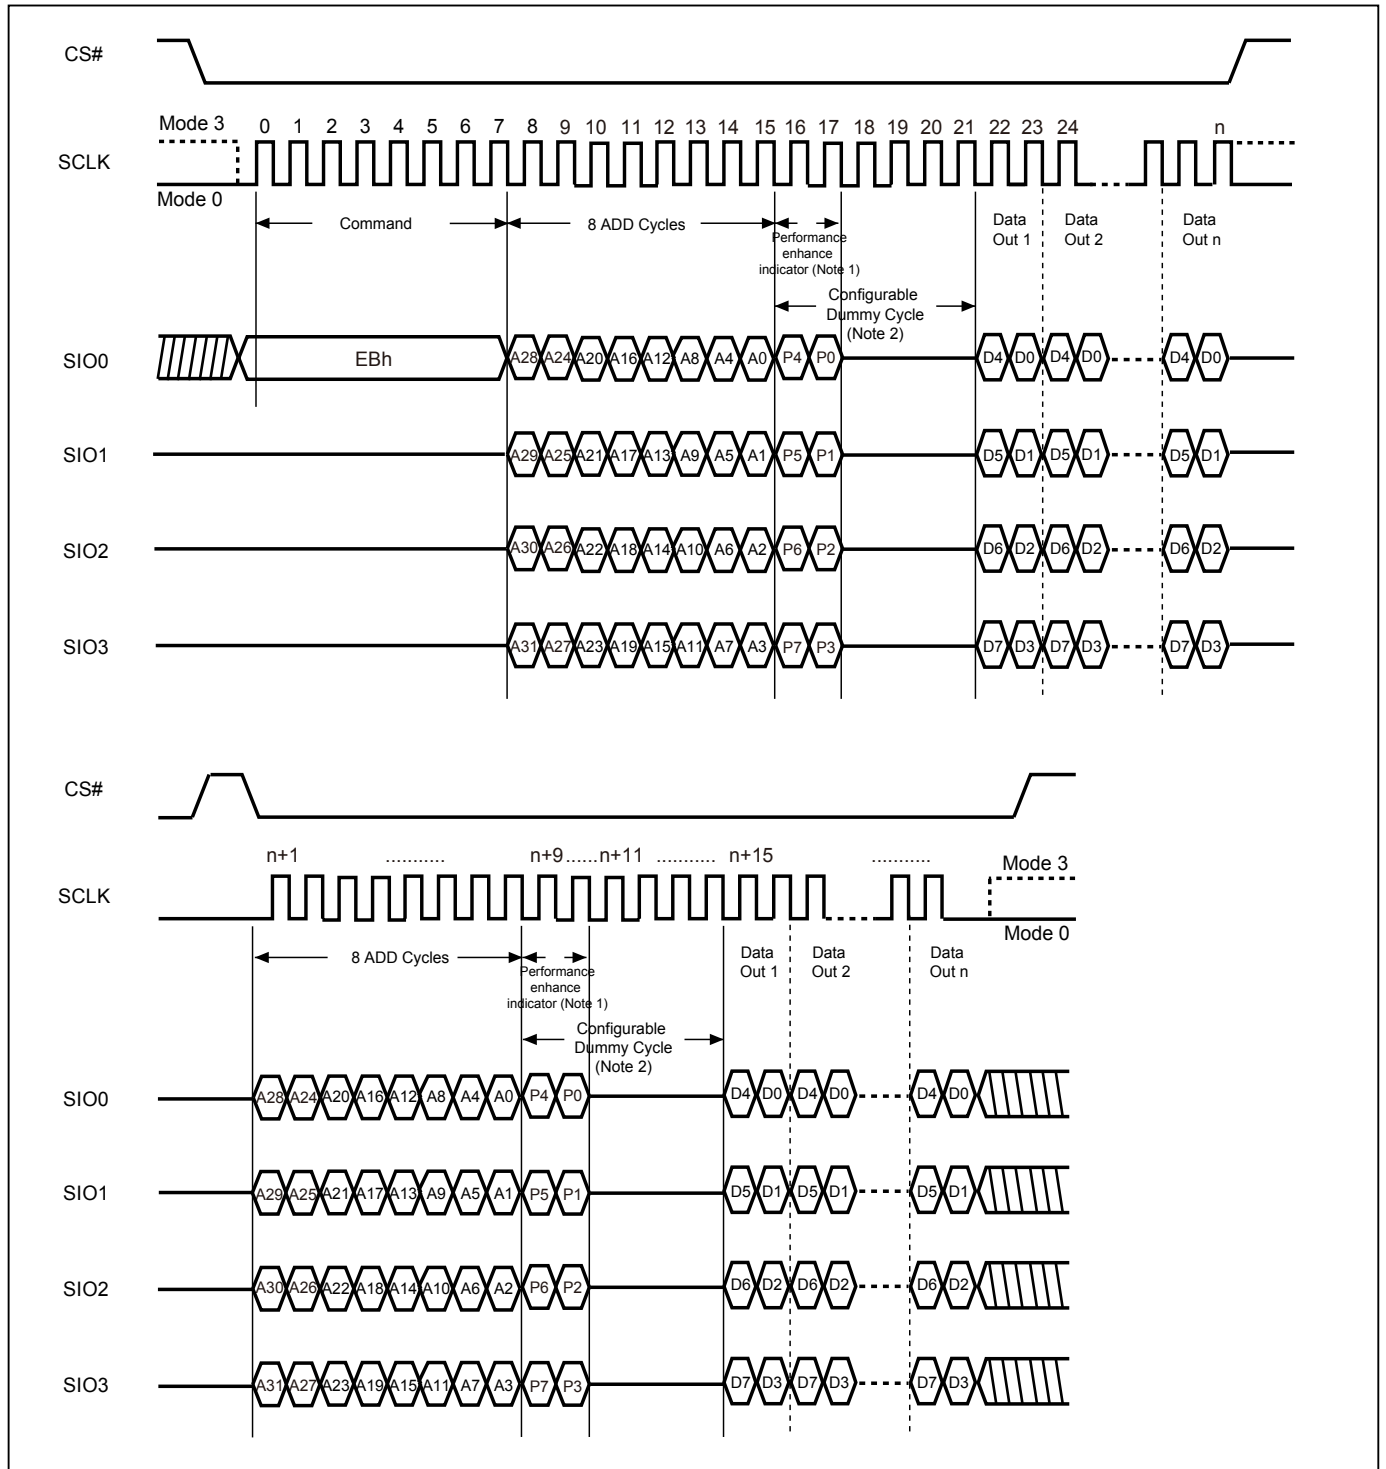 CS#
Mode 3 0 1 2 3 4 5 6 7 8 9 10 11 12 13 14 15 16 17 18 19 20 21 22 23 24 n
SCLK
Mode 0
Command 8 ADD Cycles Data Out 1 Data Out 2 Data Out n
Performance
enhance
indicator (Note 1)
Configurable
Dummy Cycle
(Note 2)
SIO0 EBh A28 A24 A20 A16 A12 A8 A4 A0 P4 P0 D4 D0 D4 D0 D4 D0
SIO1 A29 A25 A21 A17 A13 A9 A5 A1 P5 P1 D5 D1 D5 D1 D5 D1
SIO2 A30 A26 A22 A18 A14 A10 A6 A2 P6 P2 D6 D2 D6 D2 D6 D2
SIO3 A31 A27 A23 A19 A15 A11 A7 A3 P7 P3 D7 D3 D7 D3 D7 D3
CS#
n+1 ........... n+9......n+11 ........... n+15 ...........
Mode 3
SCLK
Mode 0
8 ADD Cycles Data Out 1 Data Out 2 Data Out n
Performance
enhance
indicator (Note 1)
Configurable
Dummy Cycle
(Note 2)
SIO0 A28 A24 A20 A16 A12 A8 A4 A0 P4 P0 D4 D0 D4 D0 D4 D0
SIO1 A29 A25 A21 A17 A13 A9 A5 A1 P5 P1 D5 D1 D5 D1 D5 D1
SIO2 A30 A26 A22 A18 A14 A10 A6 A2 P6 P2 D6 D2 D6 D2 D6 D2
SIO3 A31 A27 A23 A19 A15 A11 A7 A3 P7 P3 D7 D3 D7 D3 D7 D3